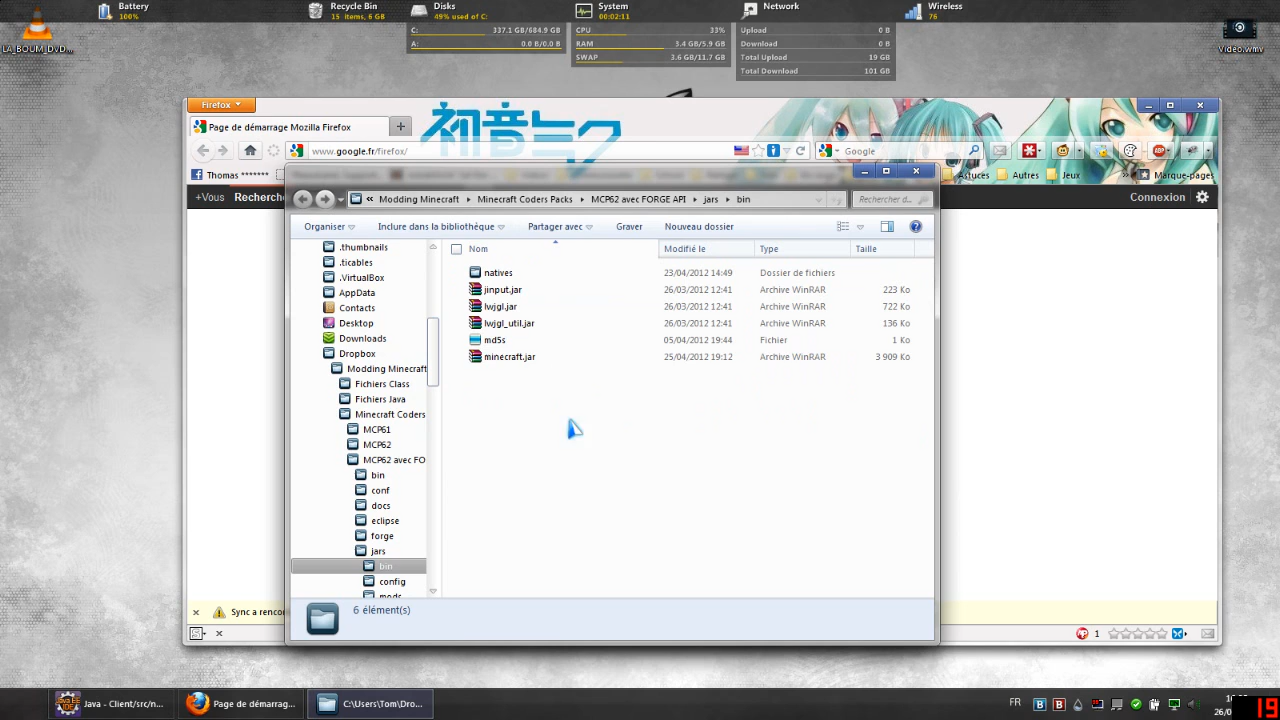 Battery
100%
Recycle Bin
15 items, 6 GB
Disks
49% used of C:
System
00:02:11
Network
Wireless
76
C: 337.1 GB/684.9 GB
A: 0.0 B/0.0 B
CPU 33%
RAM 3.4 GB/5.9 GB
SWAP 3.6 GB/11.7 GB
Upload 0 B
Download 0 B
Total Upload 19 GB
Total Download 101 GB
LA_BOUM_DVD...
Video.wmv
Firefox
初音ミク
Page de démarrage Mozilla Firefox
www.google.fr/firefox/
Google
Thomas *******
Astuces
Autres
Jeux
Marque-pages
+Vous
Recherche
Connexion
« Modding Minecraft
Minecraft Coders Packs
MCP62 avec FORGE API
jars
bin
Rechercher d...
Organiser
Inclure dans la bibliothèque
Partager avec
Graver
Nouveau dossier
Nom
Modifié le
Type
Taille
natives 23/04/2012 14:49 Dossier de fichiers
jinput.jar 26/03/2012 12:41 Archive WinRAR 223 Ko
lwjgl.jar 26/03/2012 12:41 Archive WinRAR 722 Ko
lwjgl_util.jar 26/03/2012 12:41 Archive WinRAR 136 Ko
md5s 05/04/2012 19:44 Fichier 1 Ko
minecraft.jar 25/04/2012 19:12 Archive WinRAR 3 909 Ko
.thumbnails
.ticables
.VirtualBox
AppData
Contacts
Desktop
Downloads
Dropbox
Modding Minecraft
Fichiers Class
Fichiers Java
Minecraft Coders
MCP61
MCP62
MCP62 avec FO
bin
conf
docs
eclipse
forge
jars
bin
config
mods
6 élément(s)
Sync a rencon
1
Java - Client/src/n...
Page de démarrag...
C:\Users\Tom\Dro...
FR
19